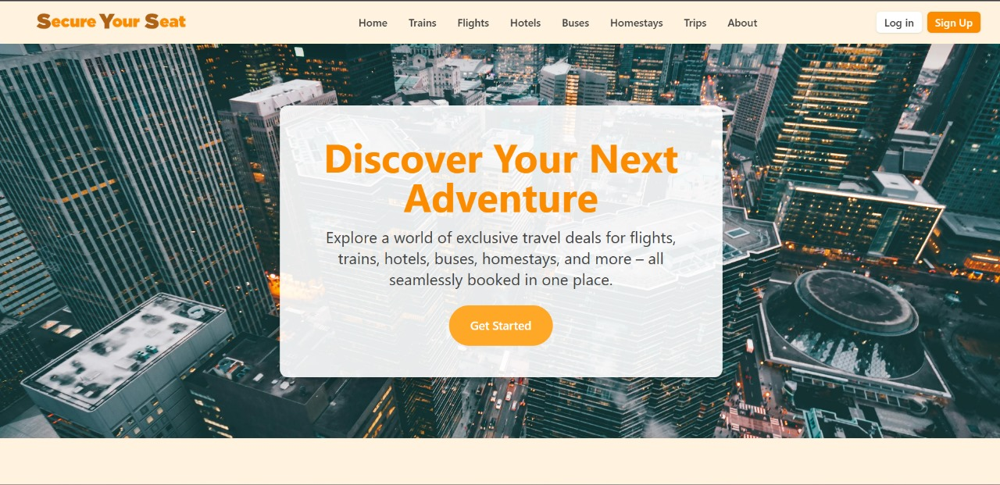 Secure Your Seat
Home Trains Flights Hotels Buses Homestays Trips About
Log in Sign Up
Discover Your Next
Adventure
Explore a world of exclusive travel deals for flights,
trains, hotels, buses, homestays, and more – all
seamlessly booked in one place.
Get Started